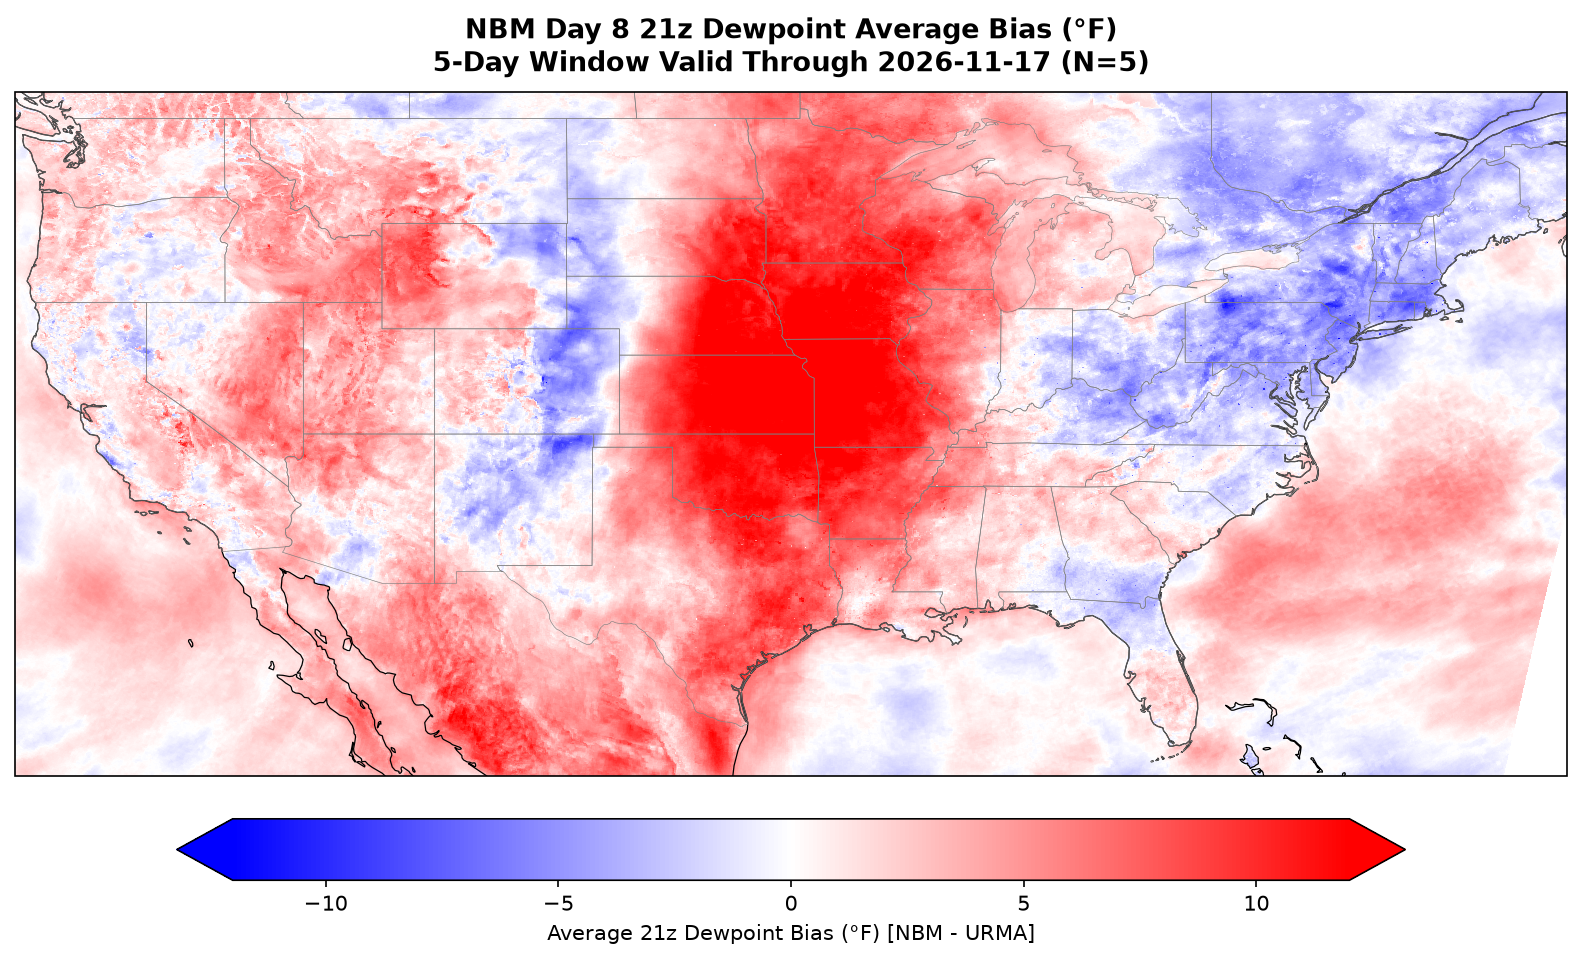 NBM Day 8 21z Dewpoint Average Bias (°F)
5-Day Window Valid Through 2026-11-17 (N=5)
−10 −5 0 5 10
Average 21z Dewpoint Bias (°F) [NBM - URMA]